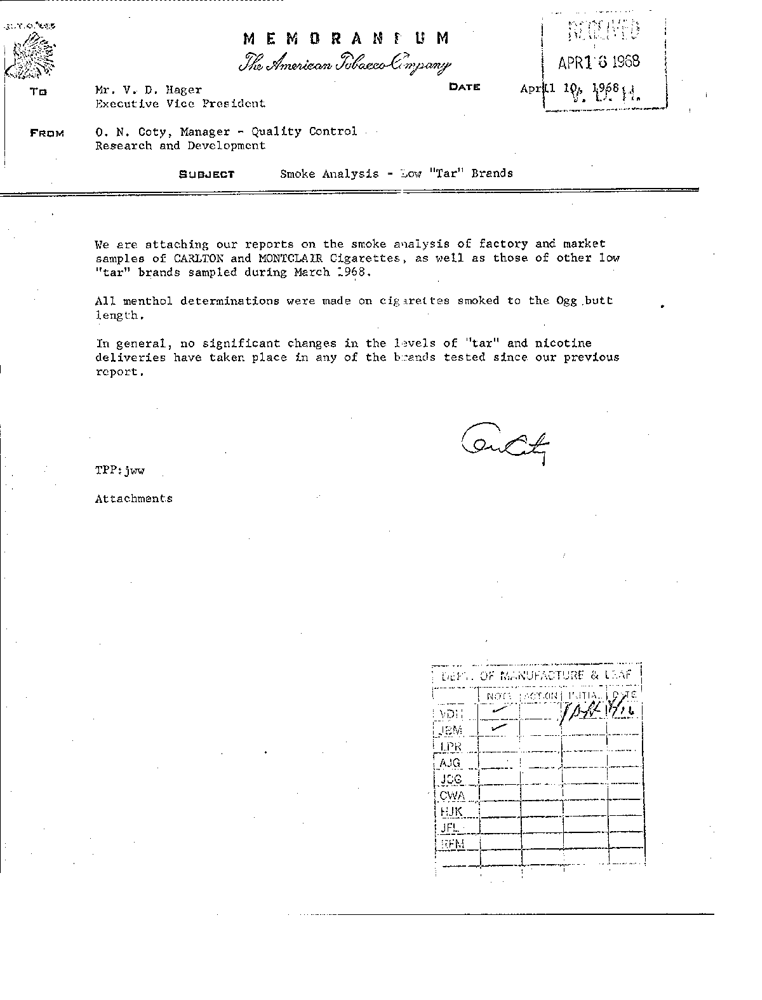 MEMORANDUM
The American Tobacco Company
RECEIVED
APR 16 1968
V. D. H.
TO Mr. V. D. Hager
Executive Vice President
DATE April 10, 1968
FROM O. N. Coty, Manager - Quality Control
Research and Development
SUBJECT Smoke Analysis - Low "Tar" Brands
We are attaching our reports on the smoke analysis of factory and market
samples of CARLTON and MONTCLAIR Cigarettes, as well as those of other low
"tar" brands sampled during March 1968.
All menthol determinations were made on cigarettes smoked to the Ogg butt
length.
In general, no significant changes in the levels of "tar" and nicotine
deliveries have taken place in any of the brands tested since our previous
report.
TPP:jww
Attachments
DEPT. OF MANUFACTURE & LEAF
NOTE ACTION INITIAL DATE
VDH 4/16
JBM
LPR
AJG
JGG
CWA
HJK
JFL
RFM